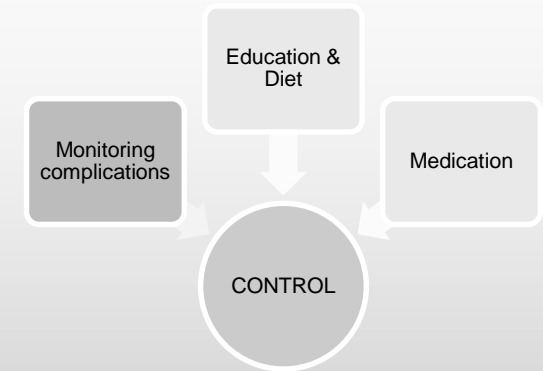 Education &
Diet
Monitoring
complications
Medication
CONTROL